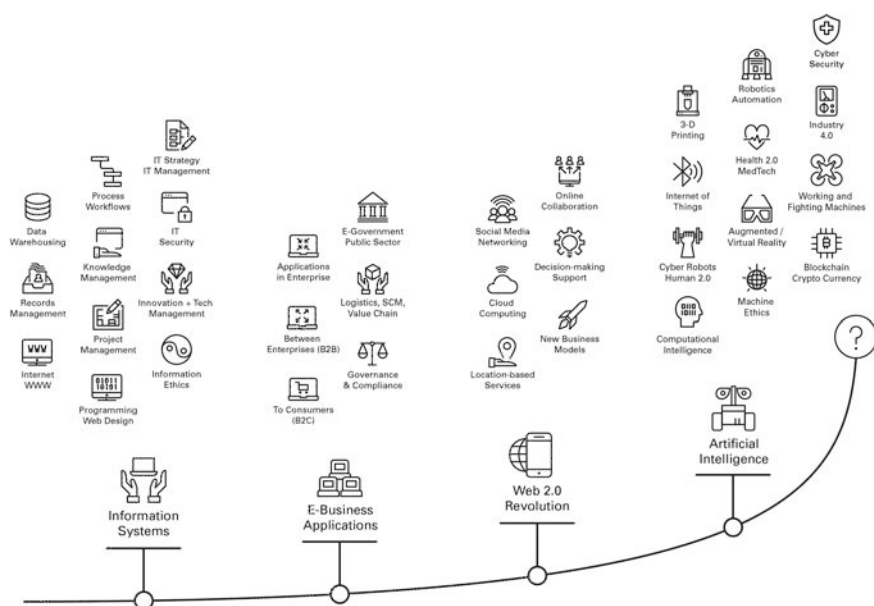 Data
Warehousing
Records
Management
Internet
WWW
WWW
Process
Workflows
Knowledge
Management
Project
Management
01011
10101
Programming
Web Design
IT Strategy
IT Management
IT
Security
Innovation + Tech
Management
Information
Ethics
Information
Systems
Applications
in Enterprise
Between
Enterprises (B2B)
To Consumers
(B2C)
E-Government
Public Sector
Logistics, SCM,
Value Chain
Governance
& Compliance
E-Business
Applications
Social Media
Networking
Cloud
Computing
Location-based
Services
Online
Collaboration
Decision-making
Support
New Business
Models
Web 2.0
Revolution
3-D
Printing
Internet of
Things
Cyber Robots
Human 2.0
0110
0111
Computational
Intelligence
Robotics
Automation
Health 2.0
MedTech
Augmented /
Virtual Reality
Machine
Ethics
Cyber
Security
Industry
4.0
Working and
Fighting Machines
B
Blockchain
Crypto Currency
Artificial
Intelligence
?